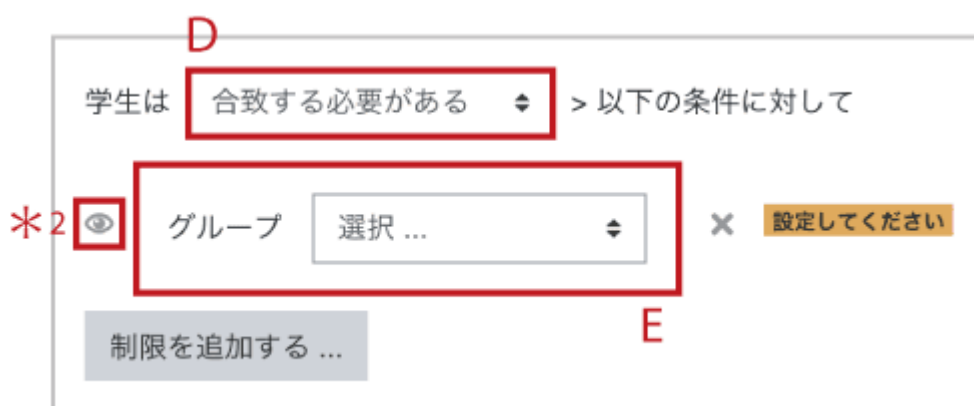 D
学生は 合致する必要がある > 以下の条件に対して
*2 グループ 選択 ... × 設定してください
E
制限を追加する ...